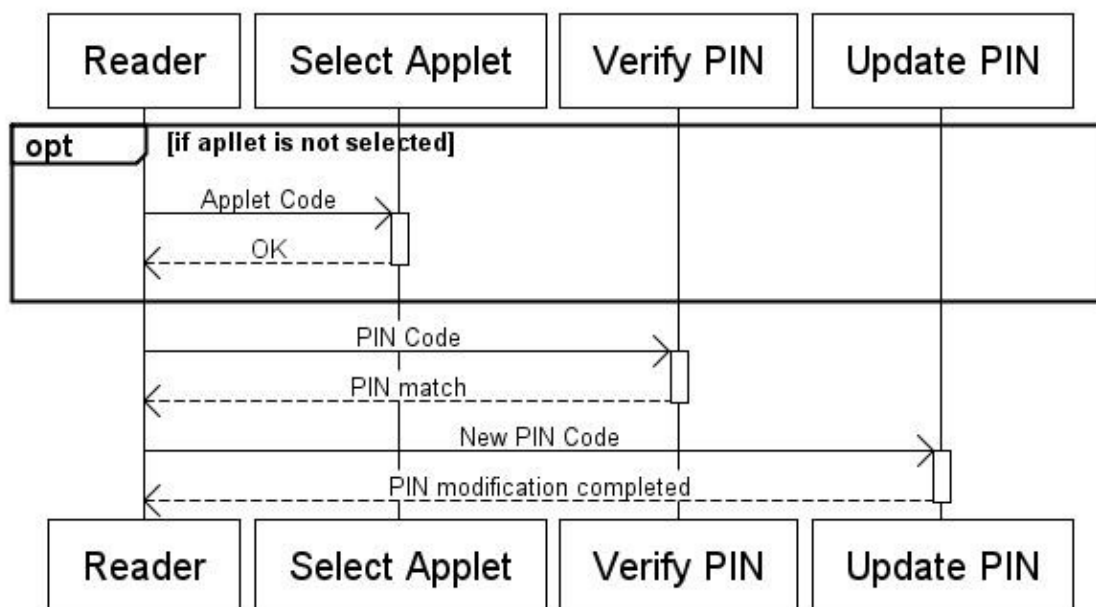 Reader Select Applet Verify PIN Update PIN
opt [if apllet is not selected]
Applet Code
OK
PIN Code
PIN match
New PIN Code
PIN modification completed
Reader Select Applet Verify PIN Update PIN